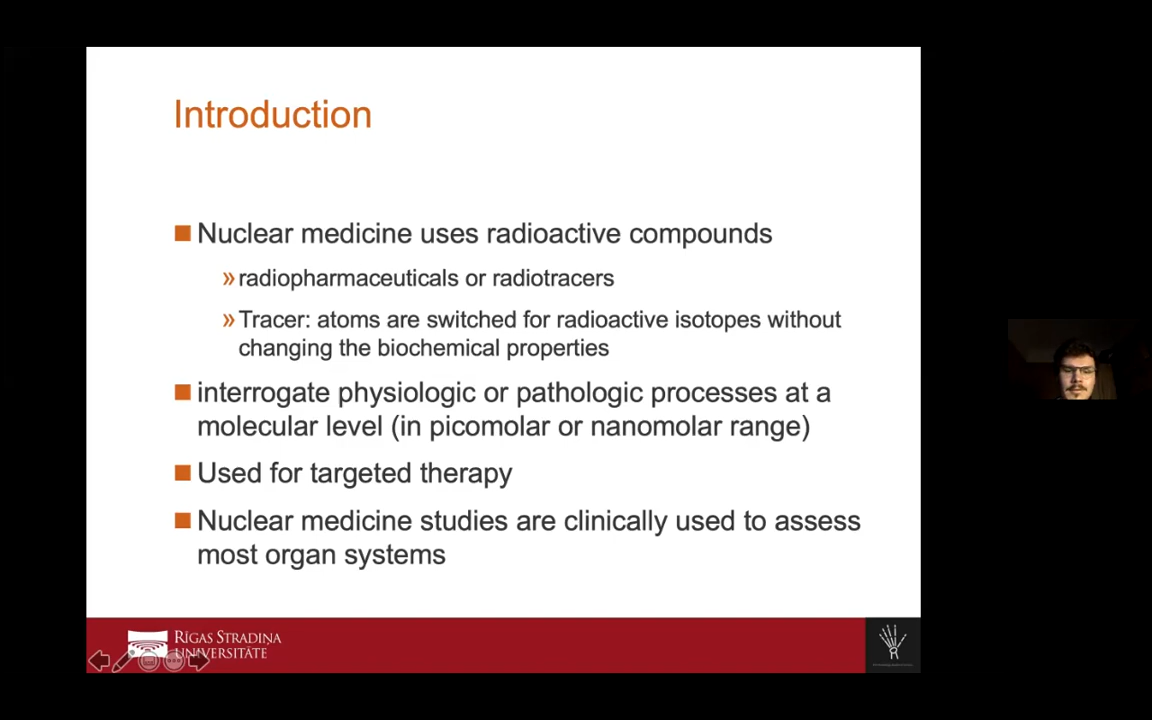 Introduction
Nuclear medicine uses radioactive compounds
» radiopharmaceuticals or radiotracers
» Tracer: atoms are switched for radioactive isotopes without
changing the biochemical properties
interrogate physiologic or pathologic processes at a
molecular level (in picomolar or nanomolar range)
Used for targeted therapy
Nuclear medicine studies are clinically used to assess
most organ systems
RĪGAS STRADIŅA
UNIVERSITĀTE